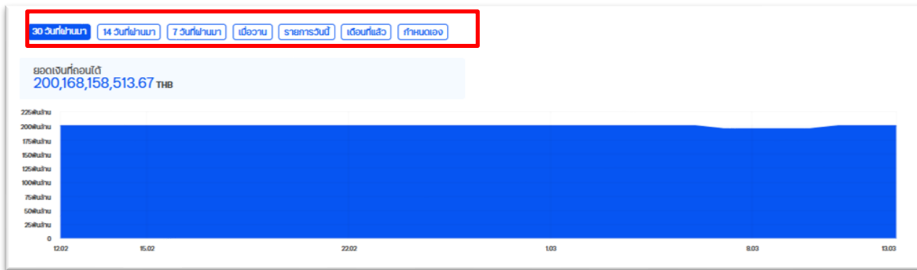 30 วันที่ผ่านมา 14 วันที่ผ่านมา 7 วันที่ผ่านมา เมื่อวาน รายการวันนี้ เดือนที่แล้ว กำหนดเอง
ยอดเงินที่ถอนได้
200,168,158,513.67 THB
225พันล้าน
200พันล้าน
175พันล้าน
150พันล้าน
125พันล้าน
100พันล้าน
75พันล้าน
50พันล้าน
25พันล้าน
0
12.02 15.02 22.02 1.03 8.03 13.03